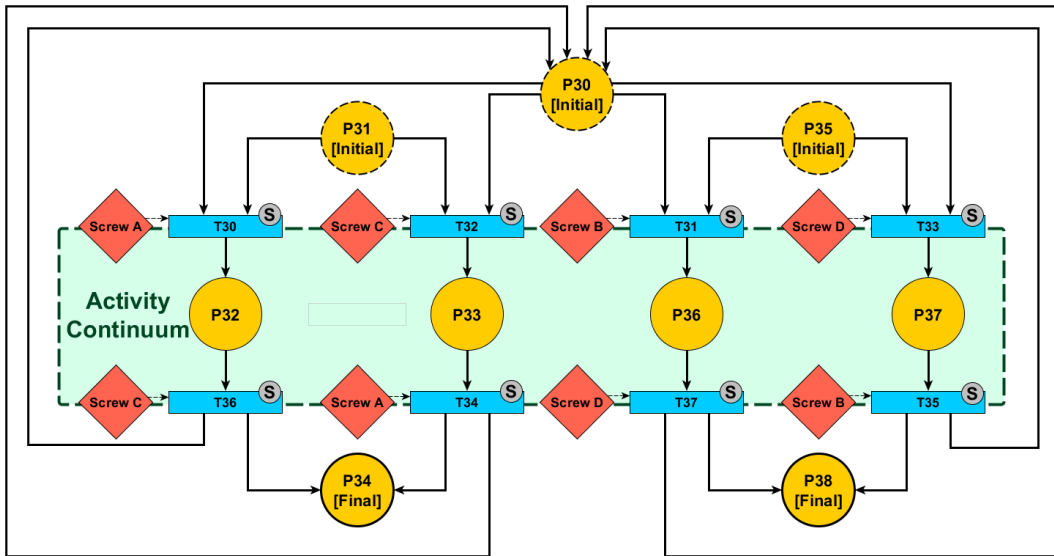 P30
[Initial]
P31
[Initial]
P35
[Initial]
Screw A
T30
S
Screw C
T32
S
Screw B
T31
S
Screw D
T33
S
Activity
Continuum
P32
P33
P36
P37
Screw C
T36
S
Screw A
T34
S
Screw D
T37
S
Screw B
T35
S
P34
[Final]
P38
[Final]